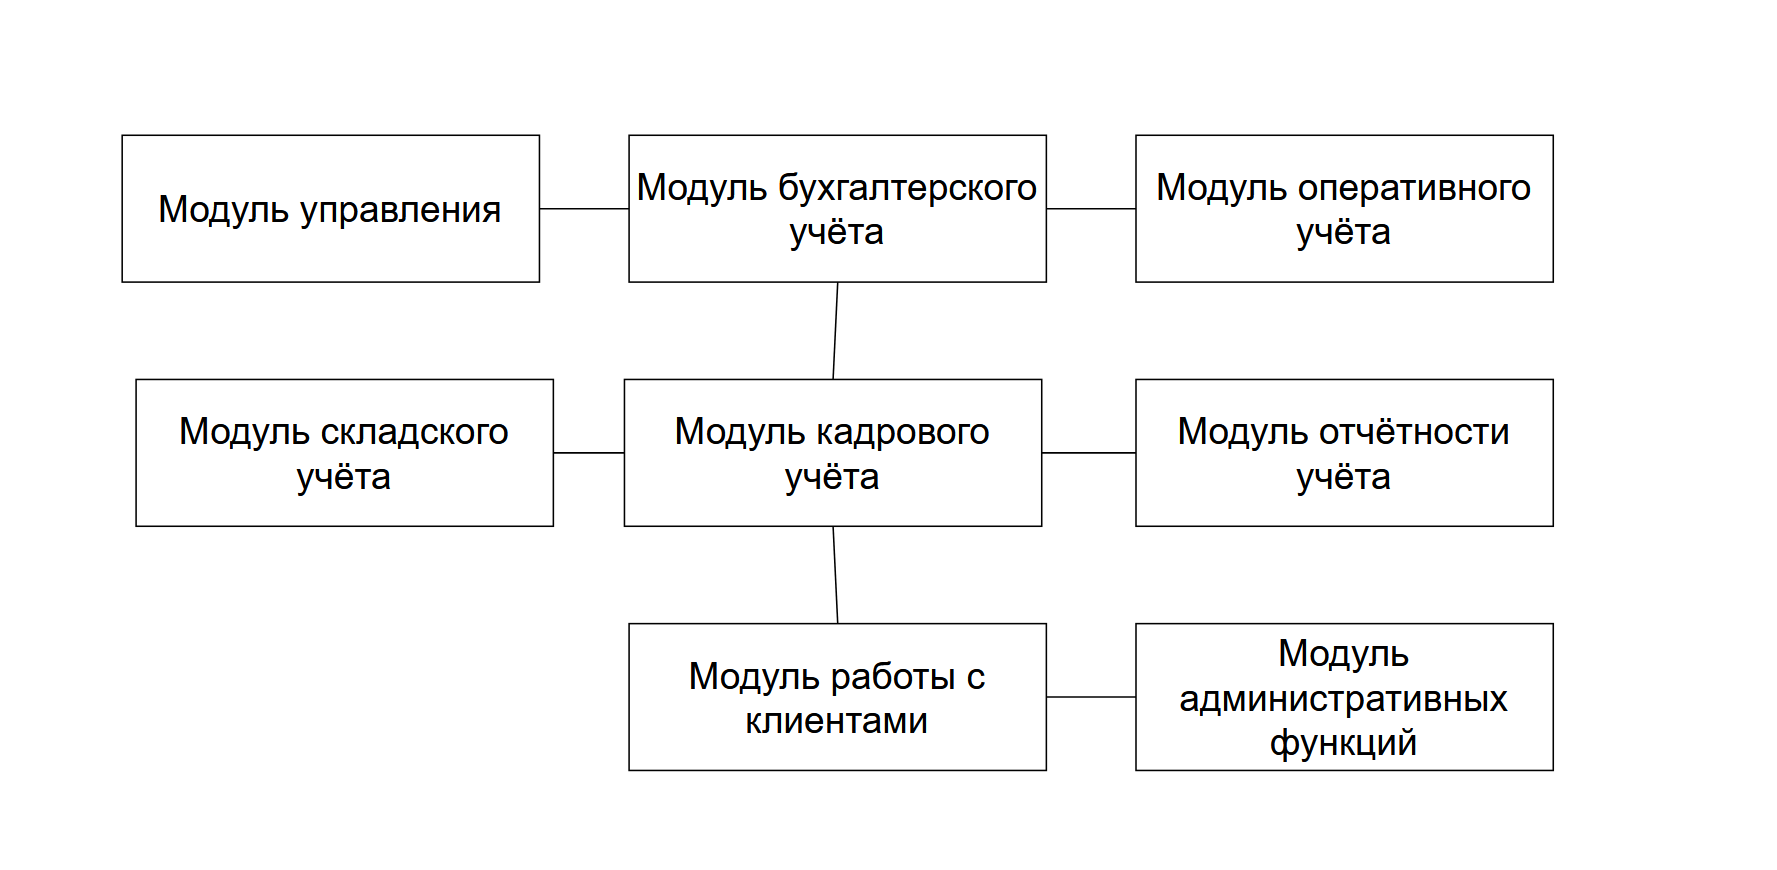 Модуль управления
Модуль бухгалтерского
учёта
Модуль оперативного
учёта
Модуль складского
учёта
Модуль кадрового
учёта
Модуль отчётности
учёта
Модуль работы с
клиентами
Модуль
административных
функций